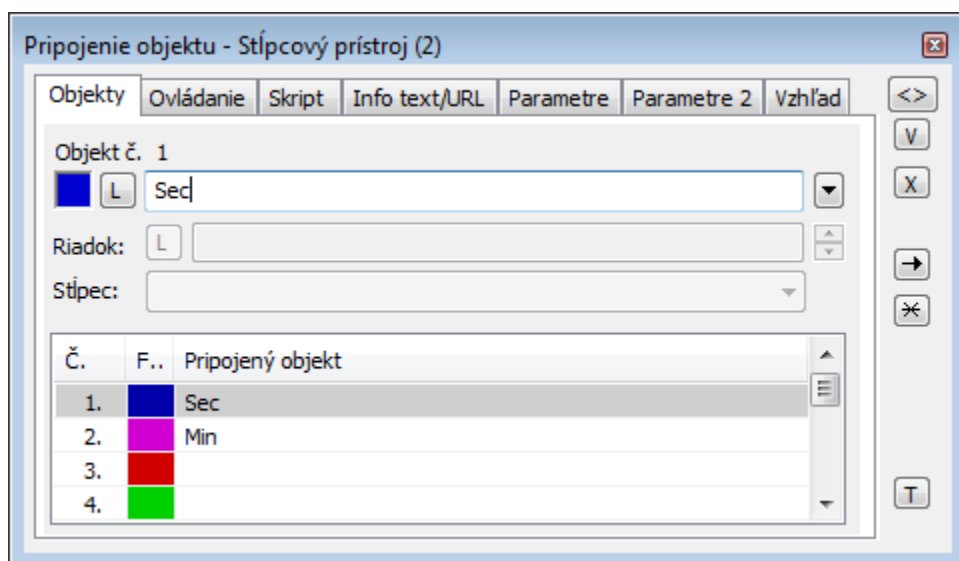 Pripojenie objektu - Stĺpcový prístroj (2)
Objekty Ovládanie Skript Info text/URL Parametre Parametre 2 Vzhľad <>
V
Objekt č. 1
L Sec X
Riadok: L
Stĺpec:
Č. F.. Pripojený objekt
1. Sec
2. Min
3.
4. T